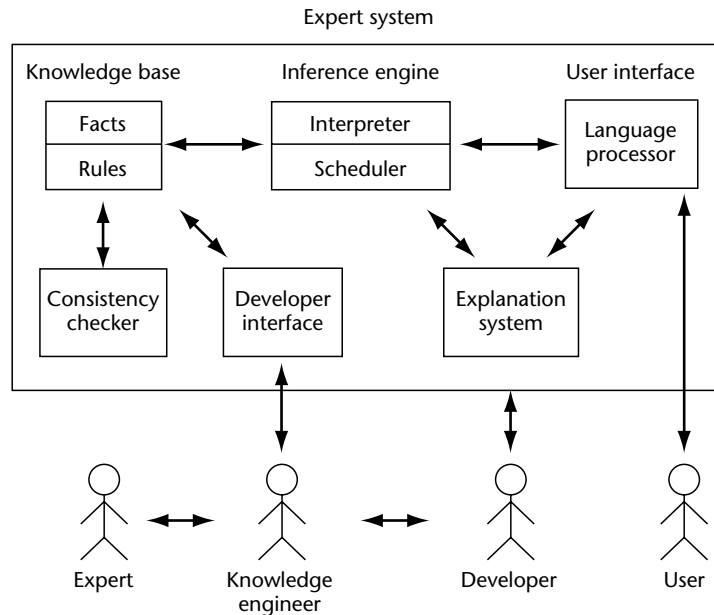 Expert system
Knowledge base
Inference engine
User interface
Facts
Rules
Interpreter
Scheduler
Language
processor
Consistency
checker
Developer
interface
Explanation
system
Expert
Knowledge
engineer
Developer
User